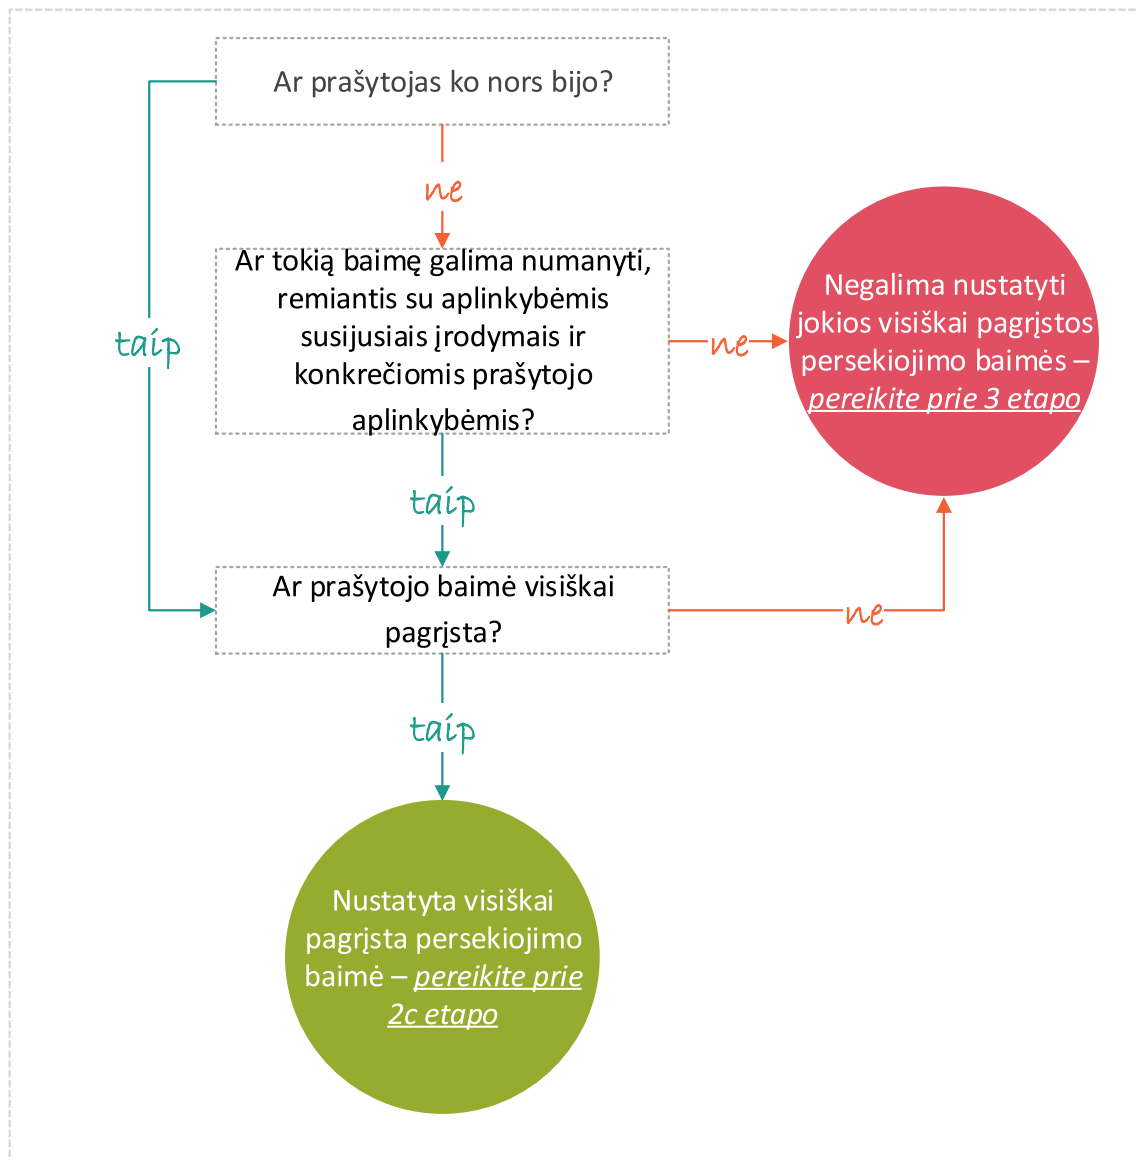 Ar prašytojas ko nors bijo?
ne
Ar tokią baimę galima numanyti,
remiantis su aplinkybėmis
susijusiais įrodymais ir
konkrečiomis prašytojo
aplinkybėmis?
ne
Negalima nustatyti
jokios visiškai pagrįstos
persekiojimo baimės –
pereikite prie 3 etapo
taip
taip
Ar prašytojo baimė visiškai
pagrįsta?
ne
taip
Nustatyta visiškai
pagrįsta persekiojimo
baimė – pereikite prie
2c etapo